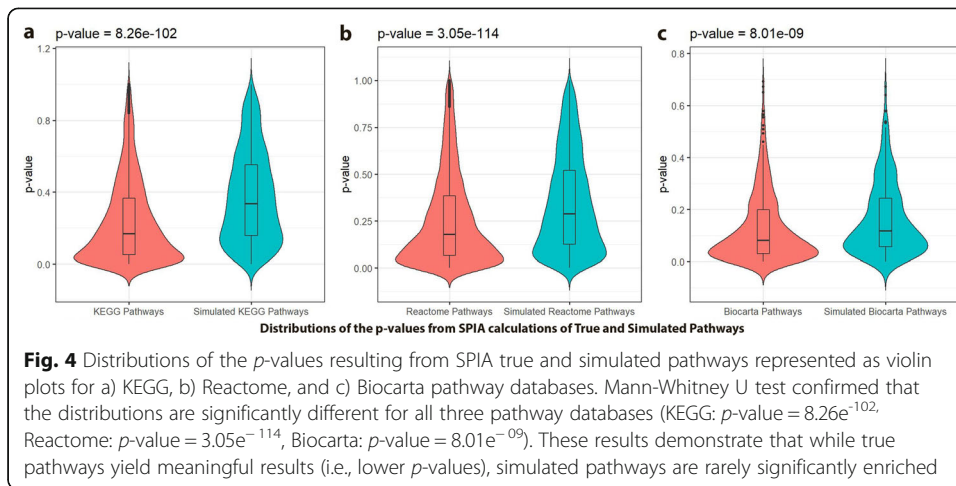 a
p-value = 8.26e-102
1.2
0.8
0.4
0.0
p-value
KEGG Pathways
Simulated KEGG Pathways
b
p-value = 3.05e-114
1.00
0.75
0.50
0.25
0.00
p-value
Reactome Pathways
Simulated Reactome Pathways
c
p-value = 8.01e-09
0.8
0.6
0.4
0.2
0.0
p-value
Biocarta Pathways
Simulated Biocarta Pathways
Distributions of the p-values from SPIA calculations of True and Simulated Pathways
Fig. 4 Distributions of the p-values resulting from SPIA true and simulated pathways represented as violin
plots for a) KEGG, b) Reactome, and c) Biocarta pathway databases. Mann-Whitney U test confirmed that
the distributions are significantly different for all three pathway databases (KEGG: p-value = 8.26e-102,
Reactome: p-value = 3.05e− 114, Biocarta: p-value = 8.01e− 09). These results demonstrate that while true
pathways yield meaningful results (i.e., lower p-values), simulated pathways are rarely significantly enriched